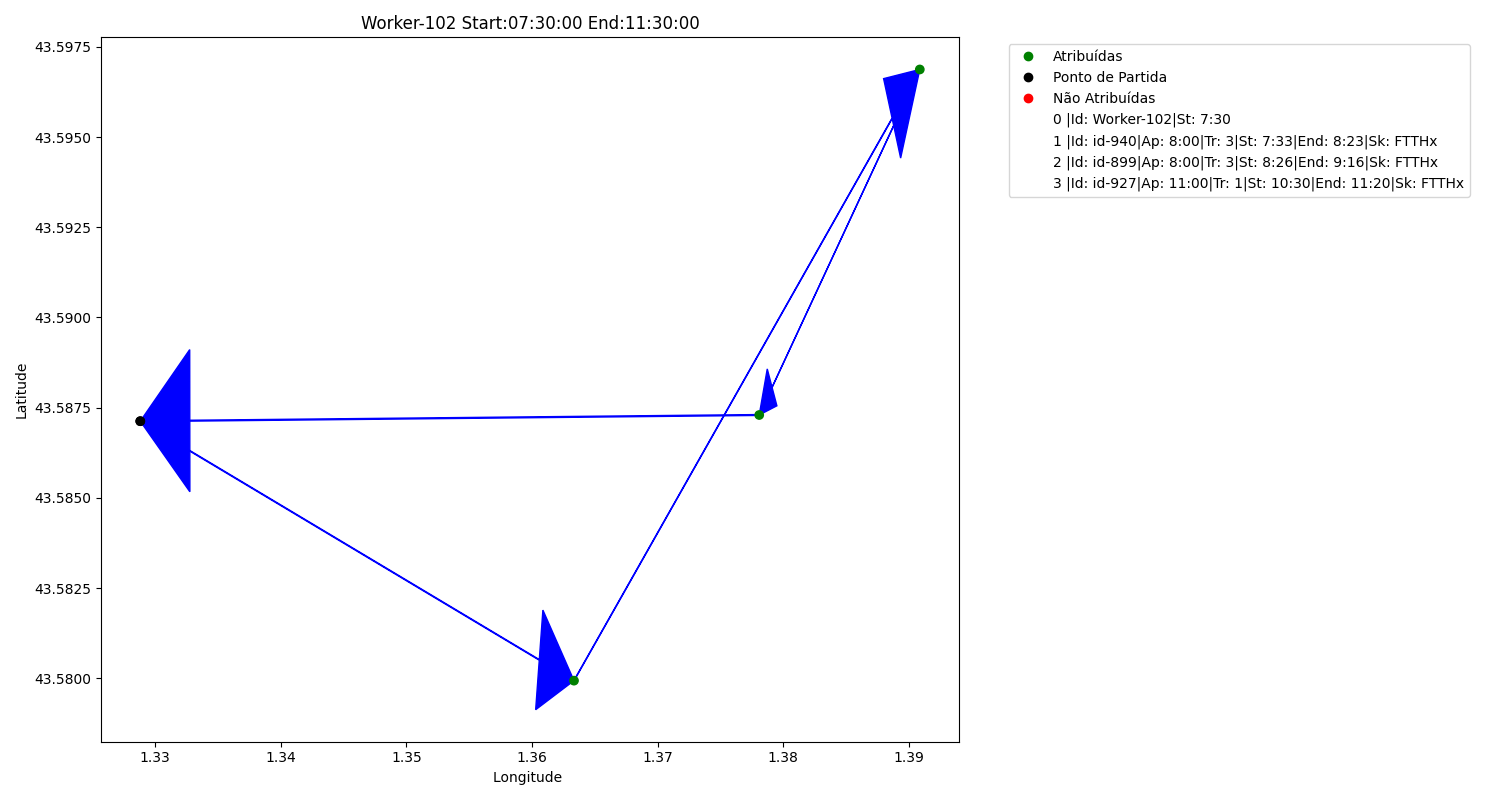 Worker-102 Start:07:30:00 End:11:30:00
43.5975
43.5950
43.5925
43.5900
43.5875
43.5850
43.5825
43.5800
Latitude
1.33
1.34
1.35
1.36
1.37
1.38
1.39
Longitude
Atribuídas
Ponto de Partida
Não Atribuídas
0 |Id: Worker-102|St: 7:30
1 |Id: id-940|Ap: 8:00|Tr: 3|St: 7:33|End: 8:23|Sk: FTTHx
2 |Id: id-899|Ap: 8:00|Tr: 3|St: 8:26|End: 9:16|Sk: FTTHx
3 |Id: id-927|Ap: 11:00|Tr: 1|St: 10:30|End: 11:20|Sk: FTTHx